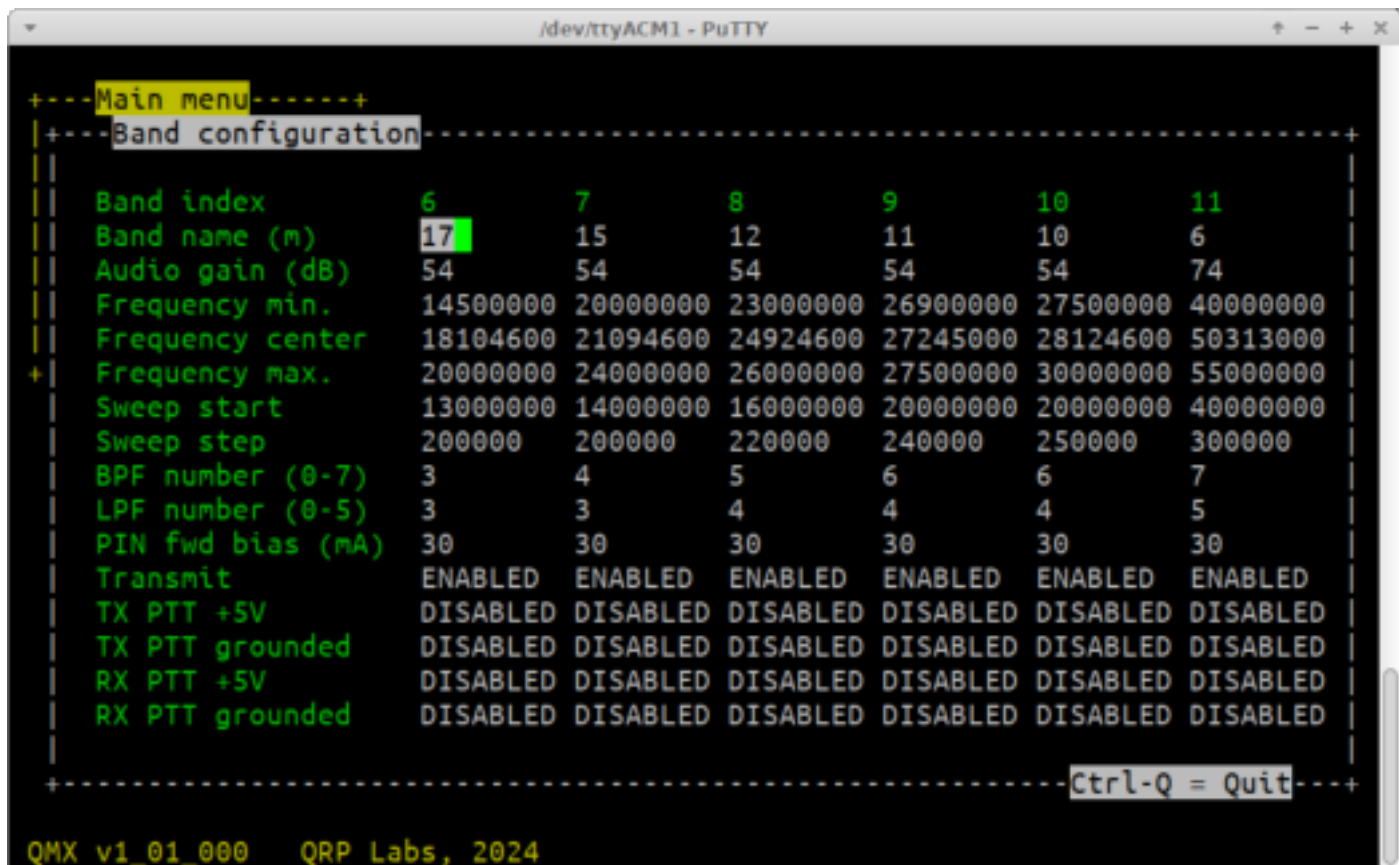 /dev/ttyACM1 - PuTTY
Main menu
Band configuration
Band index 6 7 8 9 10 11
Band name (m) 17 15 12 11 10 6
Audio gain (dB) 54 54 54 54 54 74
Frequency min. 14500000 20000000 23000000 26900000 27500000 40000000
Frequency center 18104600 21094600 24924600 27245000 28124600 50313000
Frequency max. 20000000 24000000 26000000 27500000 30000000 55000000
Sweep start 13000000 14000000 16000000 20000000 20000000 40000000
Sweep step 200000 200000 220000 240000 250000 300000
BPF number (0-7) 3 4 5 6 6 7
LPF number (0-5) 3 3 4 4 4 5
PIN fwd bias (mA) 30 30 30 30 30 30
Transmit ENABLED ENABLED ENABLED ENABLED ENABLED ENABLED
TX PTT +5V DISABLED DISABLED DISABLED DISABLED DISABLED DISABLED
TX PTT grounded DISABLED DISABLED DISABLED DISABLED DISABLED DISABLED
RX PTT +5V DISABLED DISABLED DISABLED DISABLED DISABLED DISABLED
RX PTT grounded DISABLED DISABLED DISABLED DISABLED DISABLED DISABLED
Ctrl-Q = Quit
QMX v1_01_000 QRP Labs, 2024